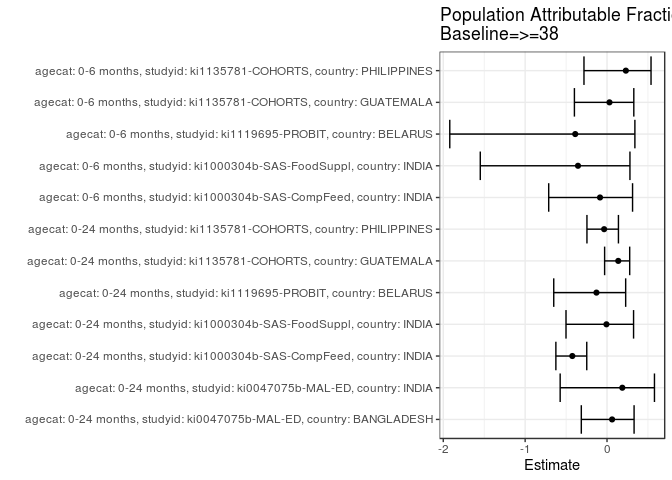 Population Attributable Fracti
Baseline=>=38
agecat: 0-6 months, studyid: ki1135781-COHORTS, country: PHILIPPINES
agecat: 0-6 months, studyid: ki1135781-COHORTS, country: GUATEMALA
agecat: 0-6 months, studyid: ki1119695-PROBIT, country: BELARUS
agecat: 0-6 months, studyid: ki1000304b-SAS-FoodSuppl, country: INDIA
agecat: 0-6 months, studyid: ki1000304b-SAS-CompFeed, country: INDIA
agecat: 0-24 months, studyid: ki1135781-COHORTS, country: PHILIPPINES
agecat: 0-24 months, studyid: ki1135781-COHORTS, country: GUATEMALA
agecat: 0-24 months, studyid: ki1119695-PROBIT, country: BELARUS
agecat: 0-24 months, studyid: ki1000304b-SAS-FoodSuppl, country: INDIA
agecat: 0-24 months, studyid: ki1000304b-SAS-CompFeed, country: INDIA
agecat: 0-24 months, studyid: ki0047075b-MAL-ED, country: INDIA
agecat: 0-24 months, studyid: ki0047075b-MAL-ED, country: BANGLADESH
-2 -1 0
Estimate